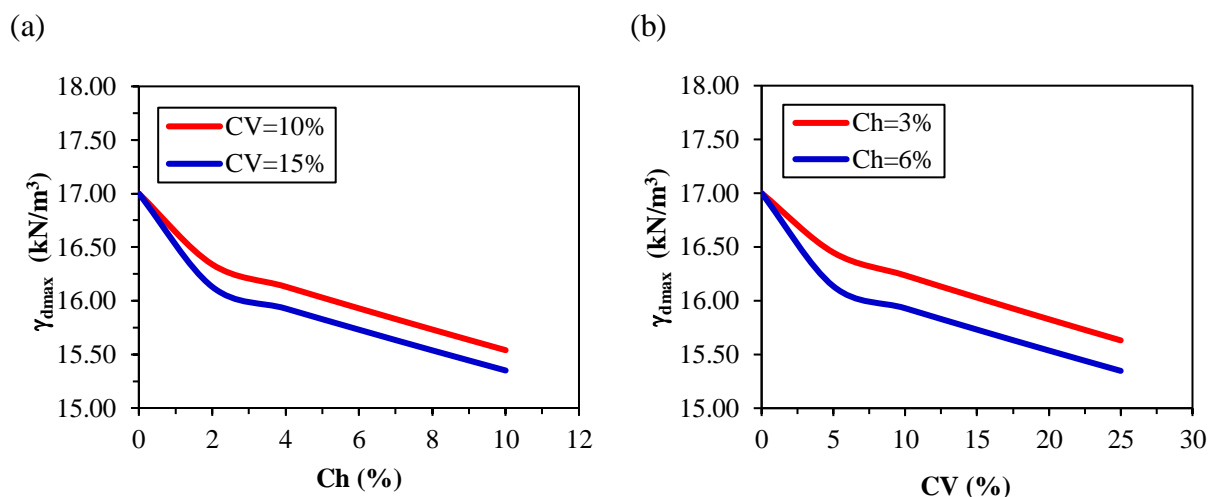 (a)
18.00
17.50
17.00
16.50
16.00
15.50
15.00
γdmax (kN/m³)
CV=10%
CV=15%
0 2 4 6 8 10 12
Ch (%)
(b)
18.00
17.50
17.00
16.50
16.00
15.50
15.00
γdmax (kN/m³)
Ch=3%
Ch=6%
0 5 10 15 20 25 30
CV (%)